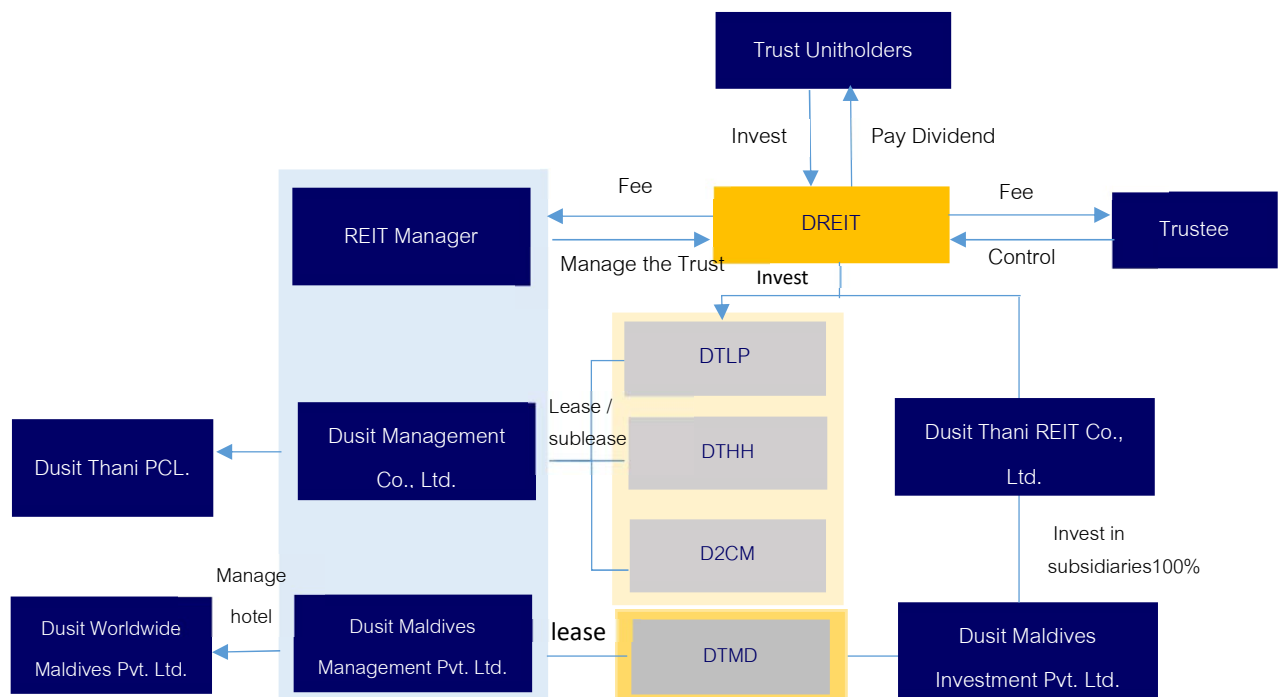 Trust Unitholders
Invest
Pay Dividend
Fee
Fee
REIT Manager
DREIT
Trustee
Manage the Trust
Control
Invest
DTLP
Lease /
sublease
Dusit Thani PCL.
Dusit Management
Co., Ltd.
DTHH
Dusit Thani REIT Co.,
Ltd.
D2CM
Invest in
subsidiaries100%
Manage
hotel
Dusit Worldwide
Maldives Pvt. Ltd.
Dusit Maldives
Management Pvt. Ltd.
lease
DTMD
Dusit Maldives
Investment Pvt. Ltd.